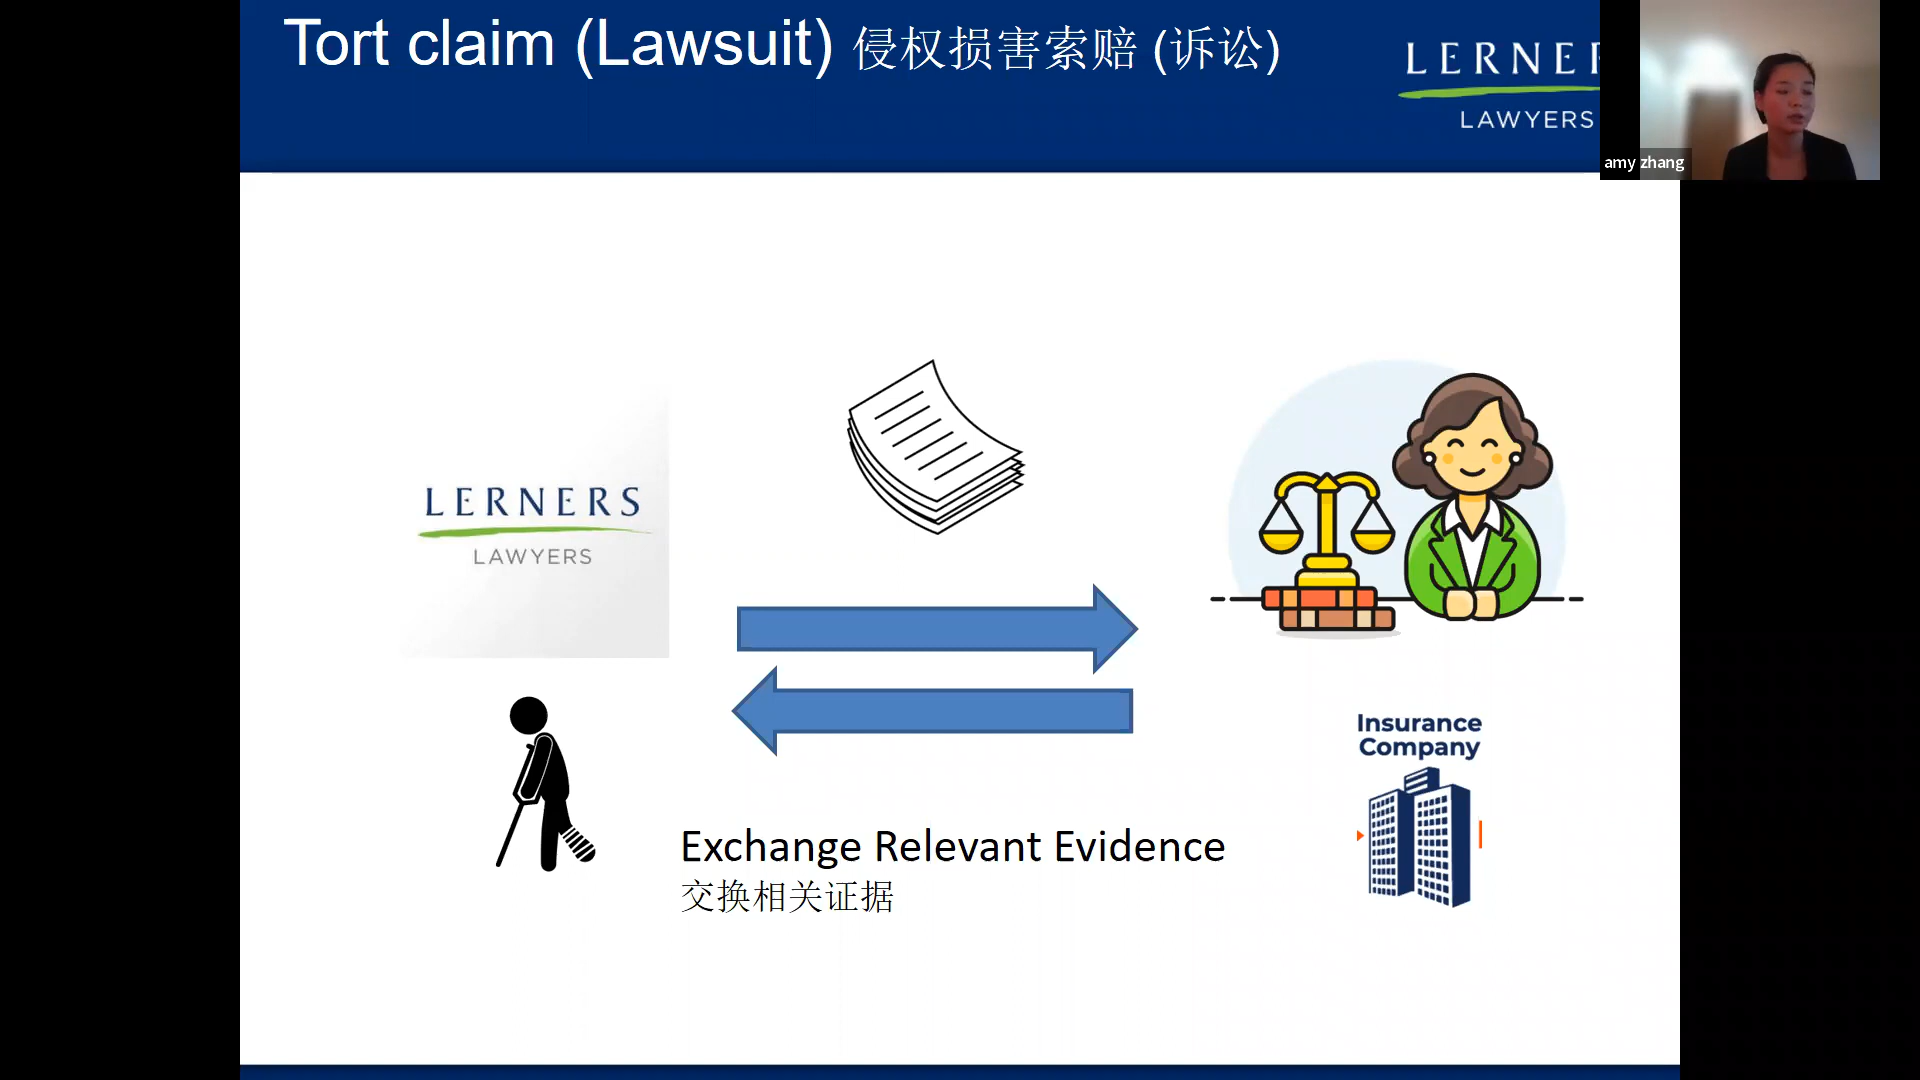 Tort claim (Lawsuit) 侵权损害索赔 (诉讼)
LERNER
LAWYERS
amy zhang
LERNERS
LAWYERS
Insurance
Company
Exchange Relevant Evidence
交换相关证据